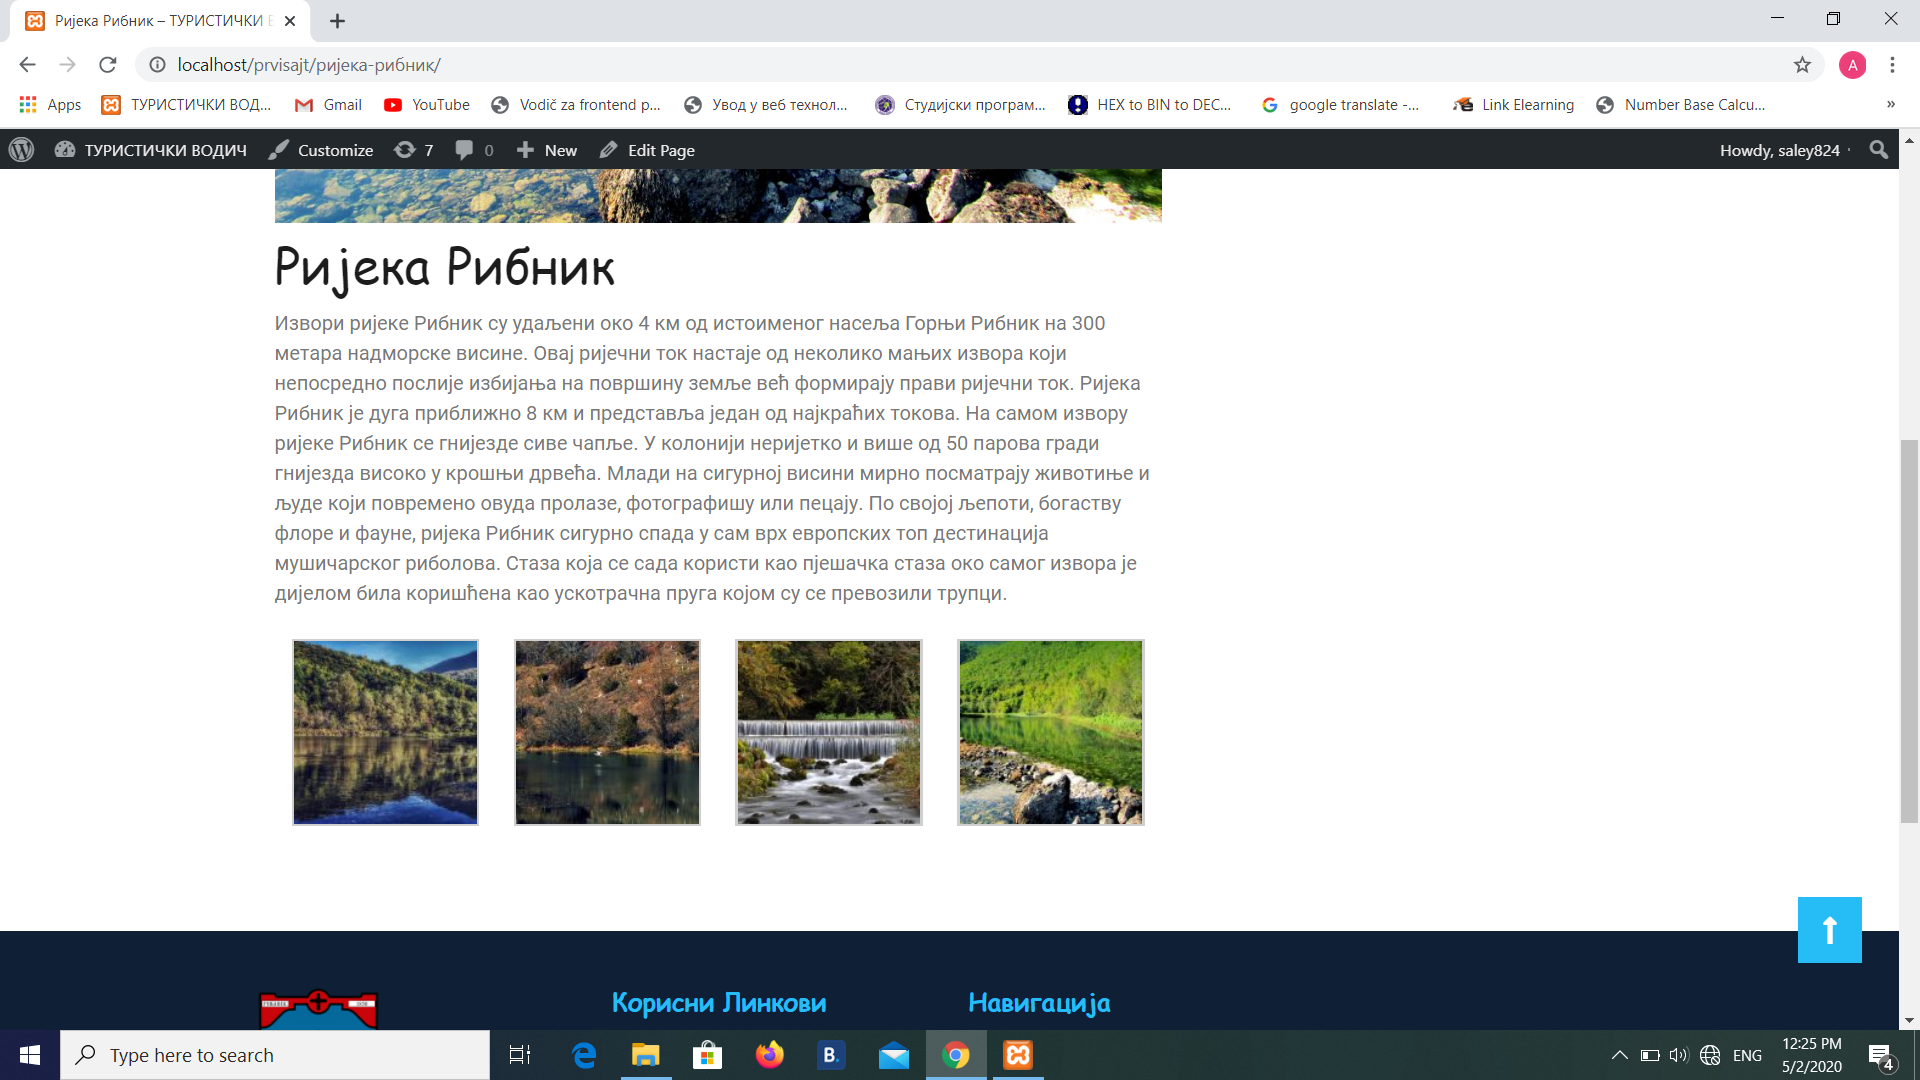 Ријека Рибник – ТУРИСТИЧКИ В
localhost/prvisajt/ријека-рибник/
A
Apps ТУРИСТИЧКИ ВОД... Gmail YouTube Vodič za frontend p... Увод у веб технол... Студијски програм... HEX to BIN to DEC... google translate -... Link Elearning Number Base Calcu... »
ТУРИСТИЧКИ ВОДИЧ Customize 7 0 New Edit Page Howdy, saley824
Ријека Рибник
Извори ријеке Рибник су удаљени око 4 км од истоименог насеља Горњи Рибник на 300
метара надморске висине. Овај ријечни ток настаје од неколико мањих извора који
непосредно послије избијања на површину земље већ формирају прави ријечни ток. Ријека
Рибник је дуга приближно 8 км и представља један од најкраћих токова. На самом извору
ријеке Рибник се гнијезде сиве чапље. У колонији неријетко и више од 50 парова гради
гнијезда високо у крошњи дрвећа. Млади на сигурној висини мирно посматрају животиње и
људе који повремено овуда пролазе, фотографишу или пецају. По својој љепоти, богаству
флоре и фауне, ријека Рибник сигурно спада у сам врх европских топ дестинација
мушичарског риболова. Стаза која се сада користи као пјешачка стаза око самог извора је
дијелом била коришћена као ускотрачна пруга којом су се превозили трупци.
Корисни Линкови Навигација
Type here to search
B.
ENG
12:25 PM
5/2/2020
4